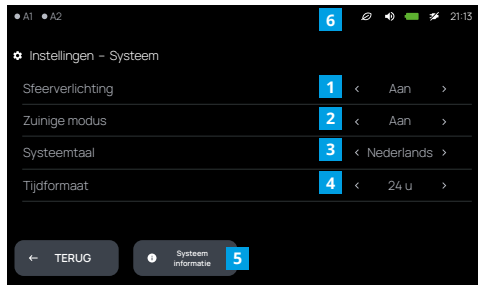 A1 A2 6 21:13
Instellingen – Systeem
Sfeerverlichting 1 < Aan >
Zuinige modus 2 < Aan >
Systeemtaal 3 < Nederlands >
Tijdformaat 4 < 24 u >
← TERUG Systeem 5
informatie